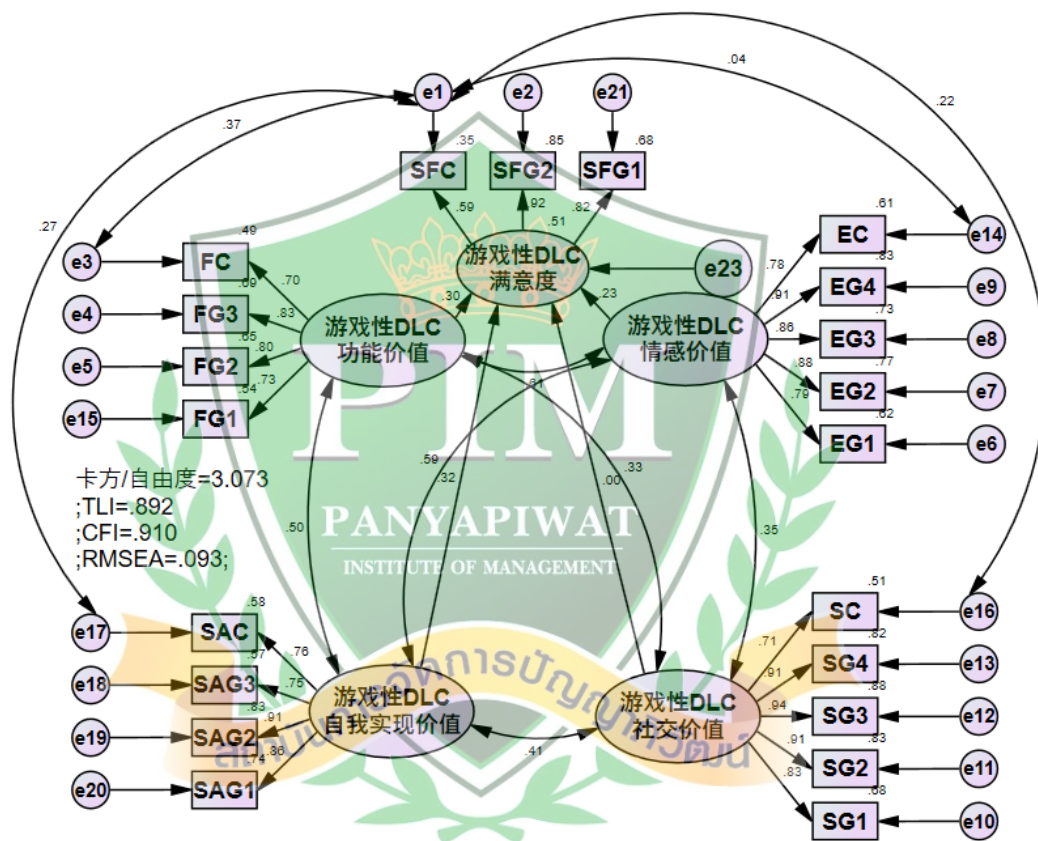 .04
e1
e2
e21
.22
.37
.35
.85
.68
SFC
SFG2
SFG1
.27
.59
.92
.51
.82
.61
EC
e14
.49
游戏性DLC
满意度
e23
.83
e3
FC
.78
.69
.70
EG4
e9
.30
.23
.91
.73
e4
FG3
.83
游戏性DLC
功能价值
游戏性DLC
情感价值
.86
EG3
e8
.65
.80
.88
.77
e5
FG2
.73
.61
EG2
e7
.54
.79
.62
e15
FG1
EG1
e6
PIM
.59
.33
卡方/自由度=3.073
.32
.00
;TLI=.892
;CFI=.910
;RMSEA=.093;
.50
PANYAPIWAT
.35
INSTITUTE OF MANAGEMENT
.58
.51
e17
SAC
SC
e16
.57
.76
.71
.82
e18
SAG3
.75
.91
SG4
e13
.83
游戏性DLC
自我实现价值
游戏性DLC
社交价值
.88
e19
SAG2
.91
.94
SG3
e12
.74
.86
.41
.91
.83
e20
SAG1
SG2
e11
.83
.68
SG1
e10